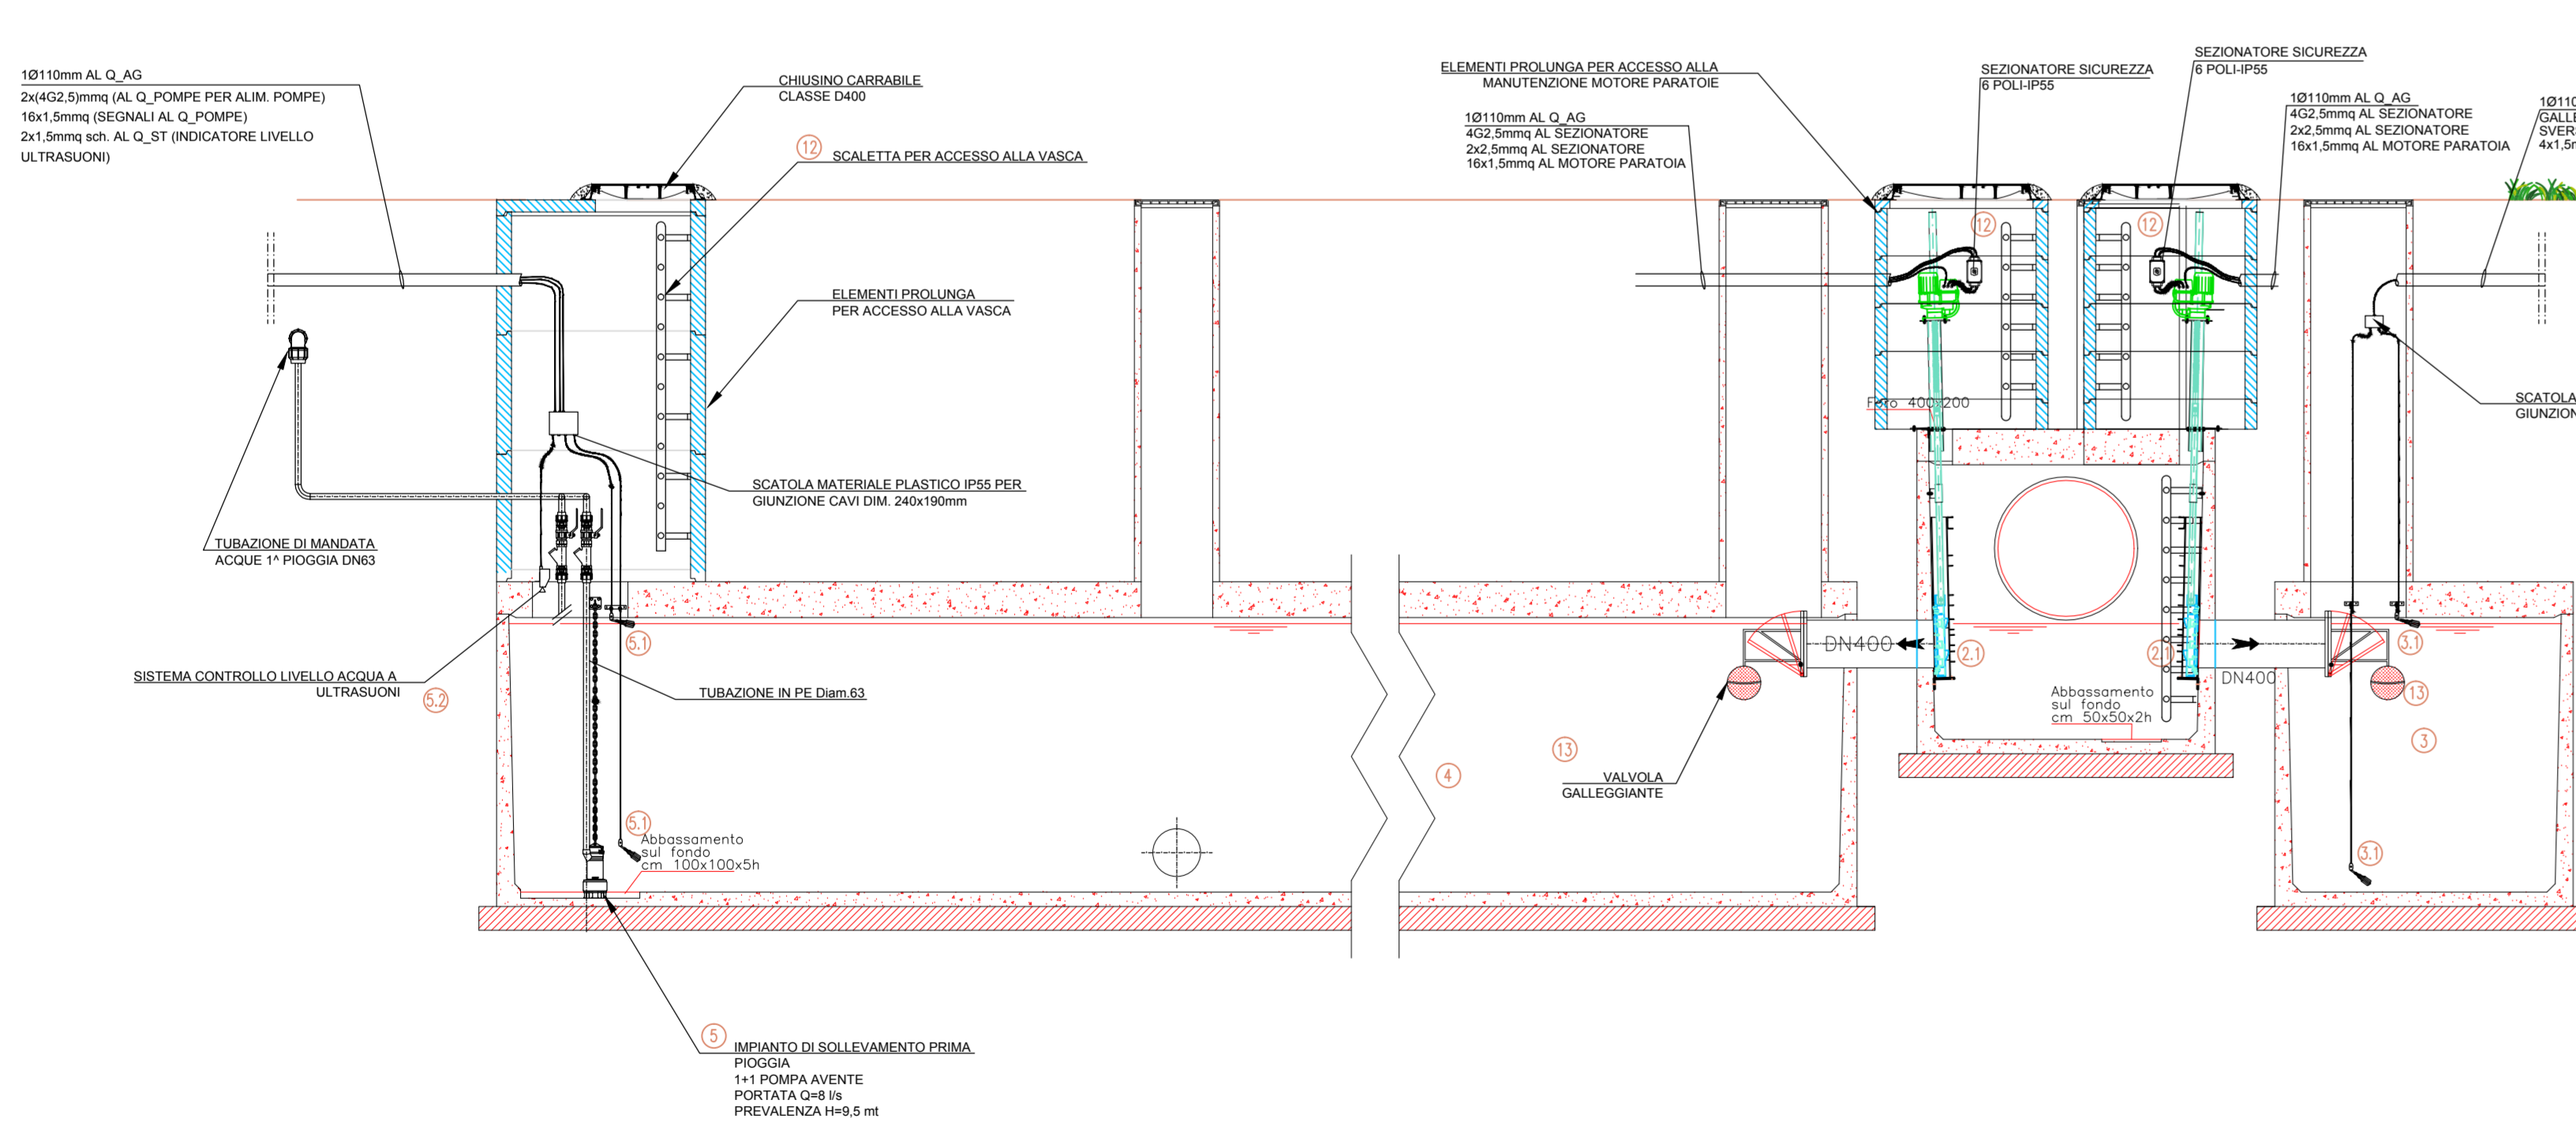 1Ø110mm AL Q_AG
2x(4G2,5)mmq (AL Q_POMPE PER ALIM. POMPE)
16x1,5mmq (SEGNALI AL Q_POMPE)
2x1,5mmq sch. AL Q_ST (INDICATORE LIVELLO
ULTRASUONI)
CHIUSINO CARRABILE
CLASSE D400
12
SCALETTA PER ACCESSO ALLA VASCA
ELEMENTI PROLUNGA
PER ACCESSO ALLA VASCA
SCATOLA MATERIALE PLASTICO IP55 PER
GIUNZIONE CAVI DIM. 240x190mm
TUBAZIONE DI MANDATA
ACQUE 1^ PIOGGIA DN63
SISTEMA CONTROLLO LIVELLO ACQUA A
ULTRASUONI
5.2
5.1
TUBAZIONE IN PE Diam.63
5.1
Abbassamento
sul fondo
cm 100x100x5h
5
IMPIANTO DI SOLLEVAMENTO PRIMA
PIOGGIA
1+1 POMPA AVENTE
PORTATA Q=8 l/s
PREVALENZA H=9,5 mt
ELEMENTI PROLUNGA PER ACCESSO ALLA
MANUTENZIONE MOTORE PARATOIE
1Ø110mm AL Q_AG
4G2,5mmq AL SEZIONATORE
2x2,5mmq AL SEZIONATORE
16x1,5mmq AL MOTORE PARATOIA
SEZIONATORE SICUREZZA
6 POLI-IP55
SEZIONATORE SICUREZZA
6 POLI-IP55
1Ø110mm AL Q_AG
4G2,5mmq AL SEZIONATORE
2x2,5mmq AL SEZIONATORE
16x1,5mmq AL MOTORE PARATOIA
12
12
Foro 400x200
DN400
2.1
2.1
DN400
Abbassamento
sul fondo
cm 50x50x2h
4
13
VALVOLA
GALLEGGIANTE
3.1
13
3
3.1